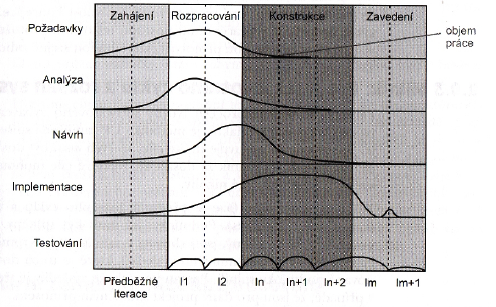 Zahájení Rozpracování Konstrukce Zavedení
Požadavky
objem
práce
Analýza
Návrh
Implementace
Testování
Předběžné
iterace
I1 I2 In In+1 In+2 Im Im+1